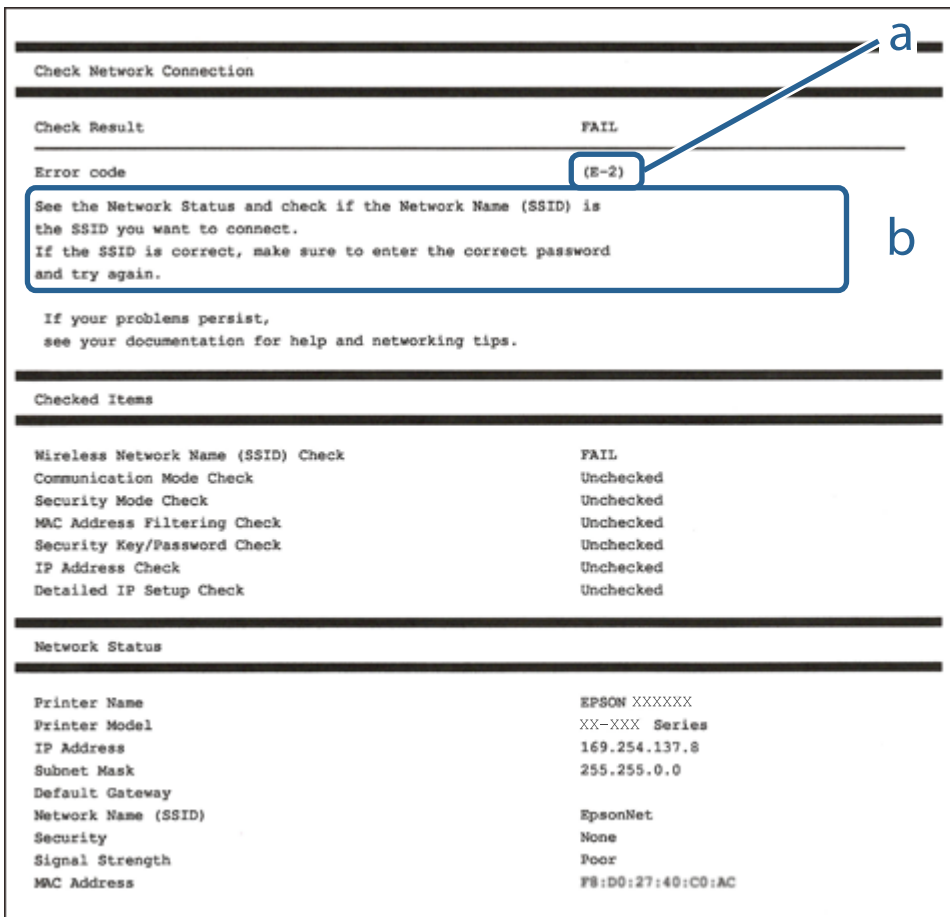 a
Check Network Connection
Check Result FAIL
Error code (E-2)
See the Network Status and check if the Network Name (SSID) is
the SSID you want to connect.
If the SSID is correct, make sure to enter the correct password
and try again.
b
If your problems persist,
see your documentation for help and networking tips.
Checked Items
Wireless Network Name (SSID) Check FAIL
Communication Mode Check Unchecked
Security Mode Check Unchecked
MAC Address Filtering Check Unchecked
Security Key/Password Check Unchecked
IP Address Check Unchecked
Detailed IP Setup Check Unchecked
Network Status
Printer Name EPSON XXXXXX
Printer Model XX-XXX Series
IP Address 169.254.137.8
Subnet Mask 255.255.0.0
Default Gateway
Network Name (SSID) EpsonNet
Security None
Signal Strength Poor
MAC Address F8:D0:27:40:C0:AC